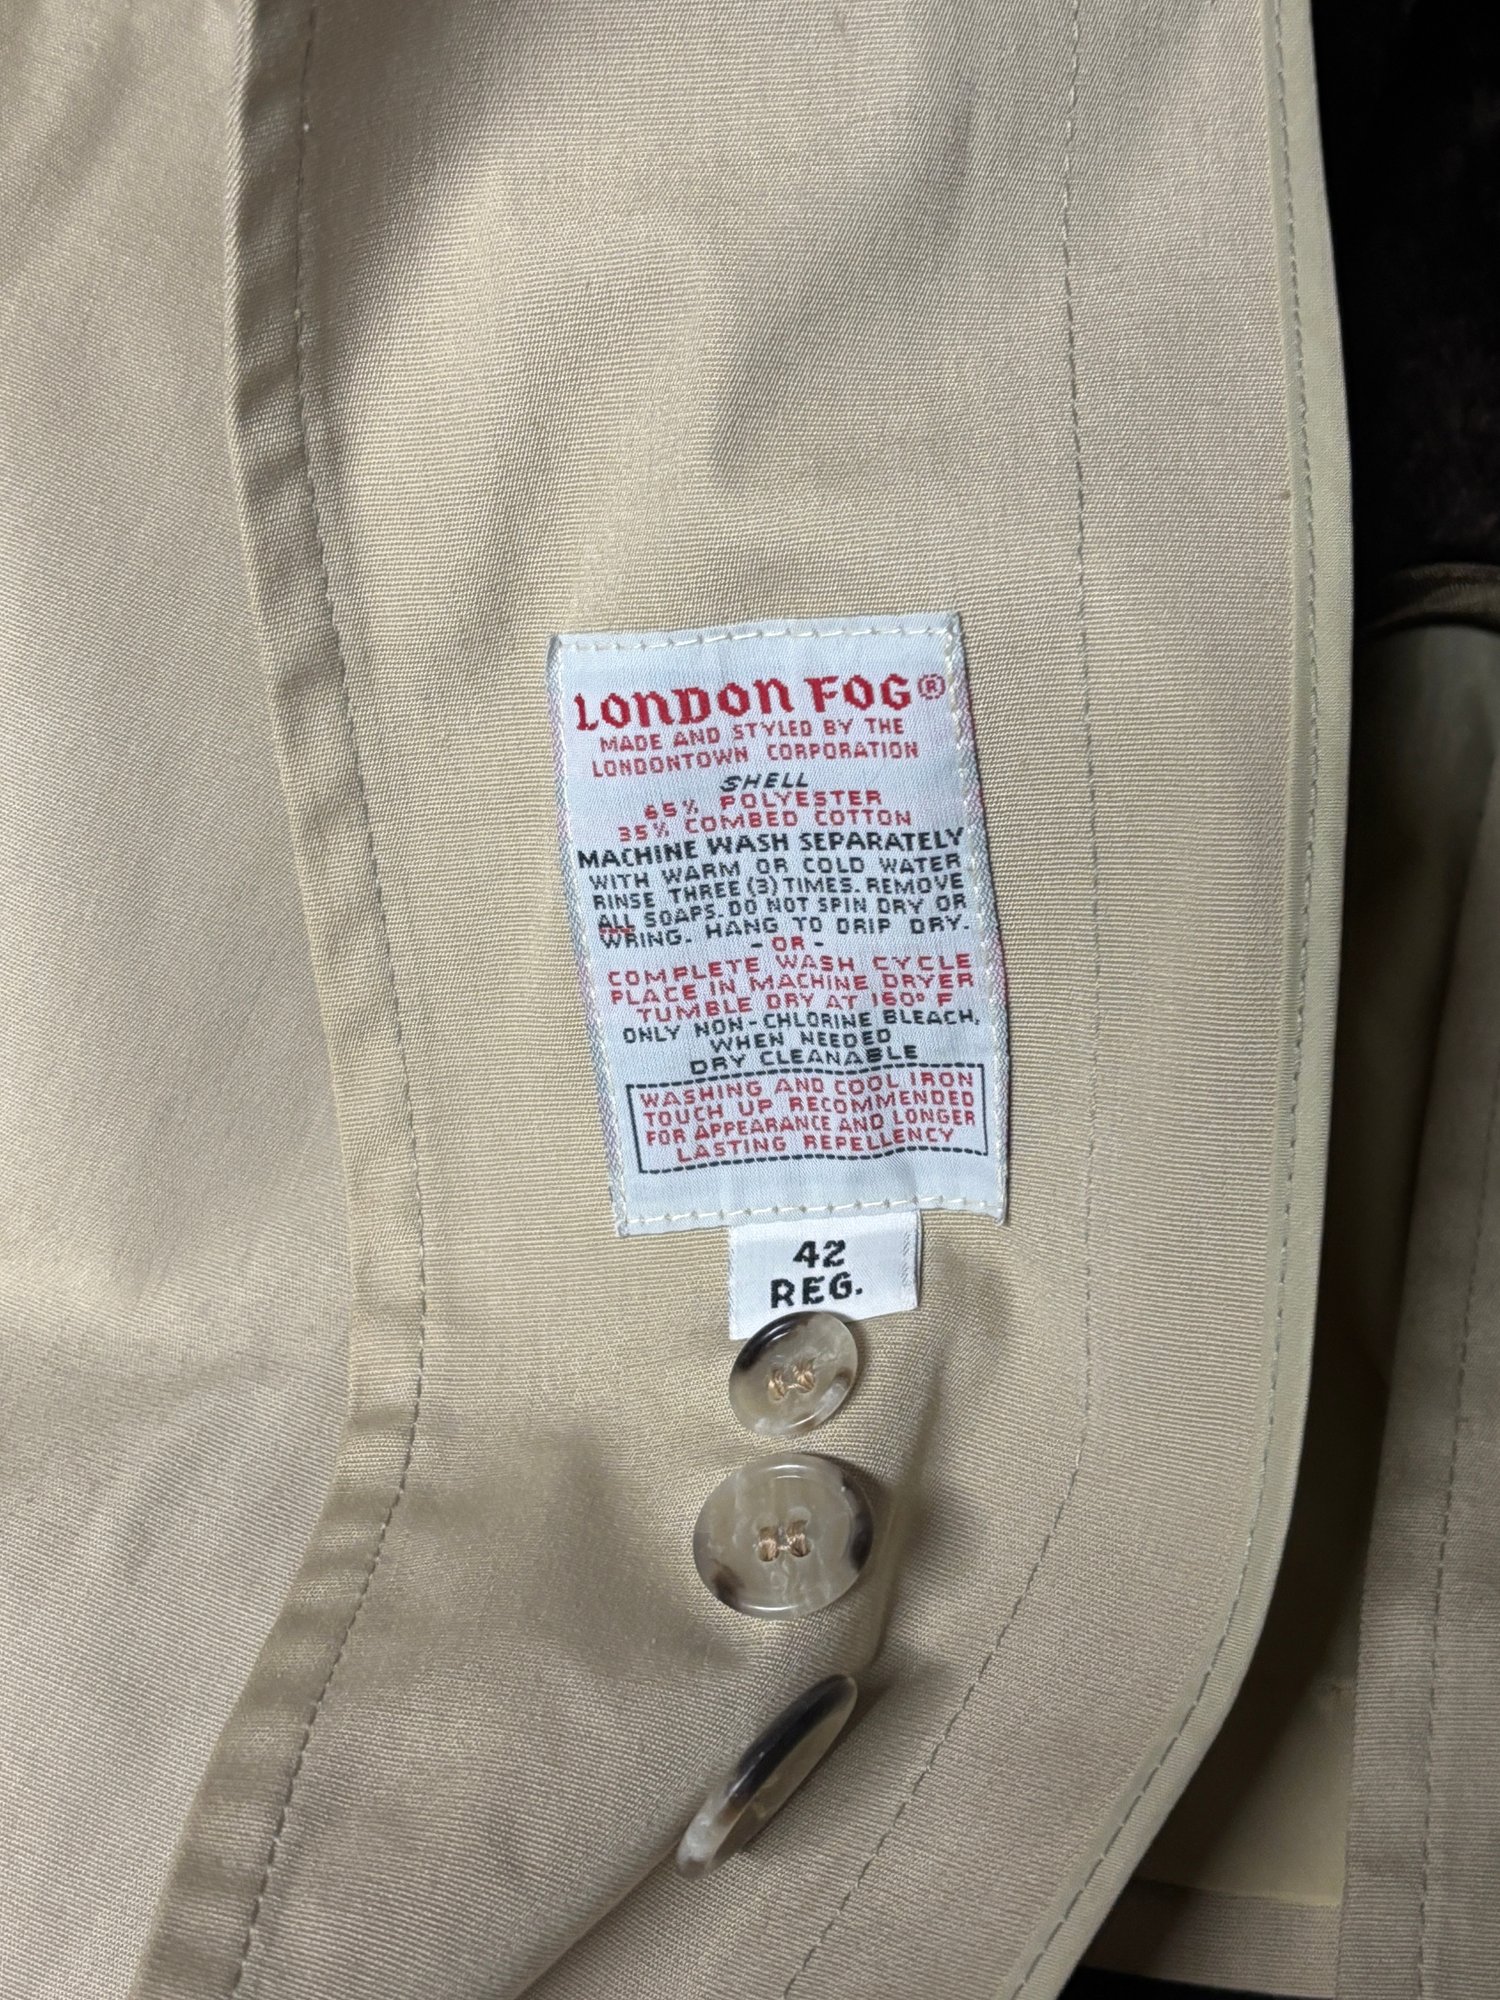 LONDON FOG®
MADE AND STYLED BY THE
LONDONTOWN CORPORATION
SHELL
65% POLYESTER
35% COMBED COTTON
MACHINE WASH SEPARATELY
WITH WARM OR COLD WATER
RINSE THREE (3) TIMES. REMOVE
ALL SOAPS. DO NOT SPIN DRY OR
WRING. HANG TO DRIP DRY.
- OR -
COMPLETE WASH CYCLE
PLACE IN MACHINE DRYER
TUMBLE DRY AT 160° F
ONLY NON-CHLORINE BLEACH,
WHEN NEEDED
DRY CLEANABLE
WASHING AND COOL IRON
TOUCH UP RECOMMENDED
FOR APPEARANCE AND LONGER
LASTING REPELLENCY
42
REG.